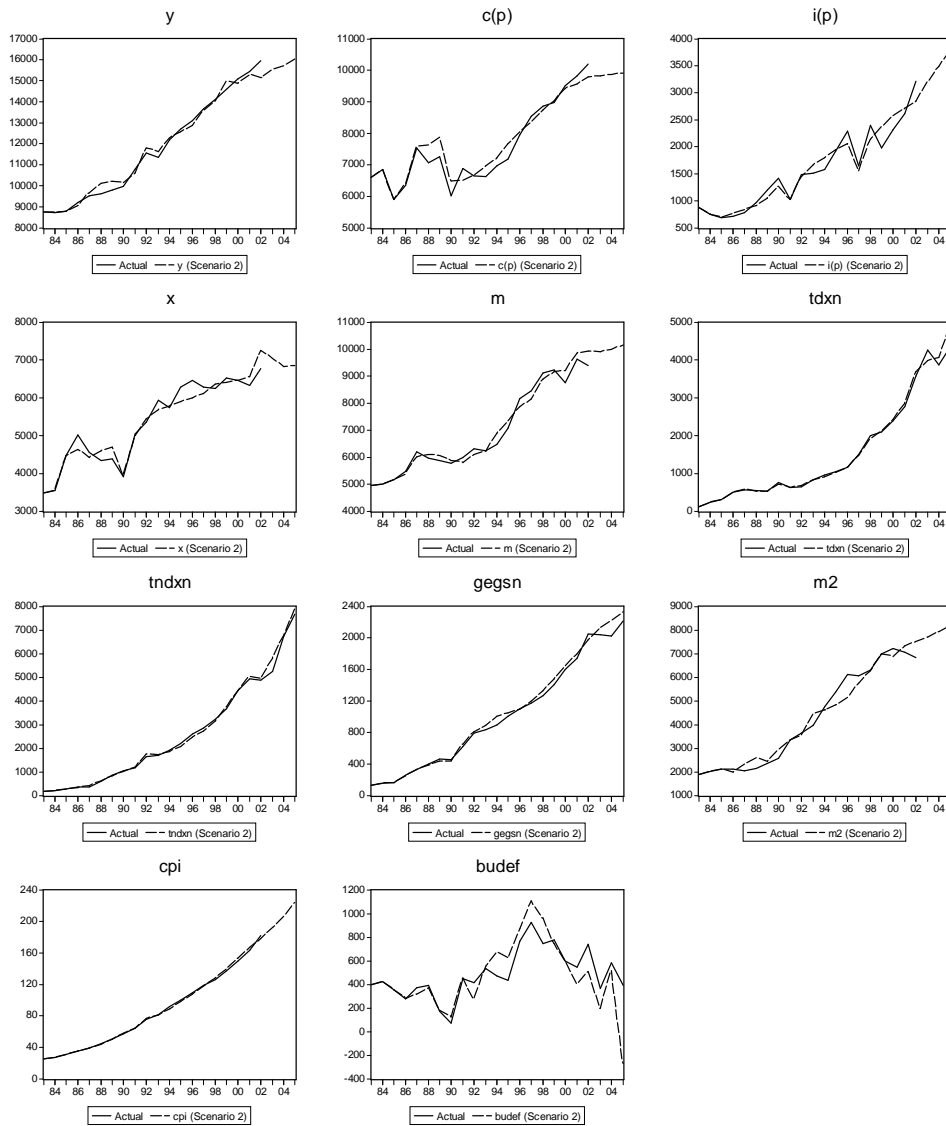 y
17000
16000
15000
14000
13000
12000
11000
10000
9000
8000
84 86 88 90 92 94 96 98 00 02 04
Actual y (Scenario 2)
c(p)
11000
10000
9000
8000
7000
6000
5000
84 86 88 90 92 94 96 98 00 02 04
Actual c(p) (Scenario 2)
i(p)
4000
3500
3000
2500
2000
1500
1000
500
84 86 88 90 92 94 96 98 00 02 04
Actual i(p) (Scenario 2)
x
8000
7000
6000
5000
4000
3000
84 86 88 90 92 94 96 98 00 02 04
Actual x (Scenario 2)
m
11000
10000
9000
8000
7000
6000
5000
4000
84 86 88 90 92 94 96 98 00 02 04
Actual m (Scenario 2)
tdxn
5000
4000
3000
2000
1000
0
84 86 88 90 92 94 96 98 00 02 04
Actual tdxn (Scenario 2)
tndxn
8000
7000
6000
5000
4000
3000
2000
1000
0
84 86 88 90 92 94 96 98 00 02 04
Actual tndxn (Scenario 2)
gegsn
2400
2000
1600
1200
800
400
0
84 86 88 90 92 94 96 98 00 02 04
Actual gegsn (Scenario 2)
m2
9000
8000
7000
6000
5000
4000
3000
2000
1000
84 86 88 90 92 94 96 98 00 02 04
Actual m2 (Scenario 2)
cpi
240
200
160
120
80
40
0
84 86 88 90 92 94 96 98 00 02 04
Actual cpi (Scenario 2)
budef
1200
1000
800
600
400
200
0
-200
-400
84 86 88 90 92 94 96 98 00 02 04
Actual budef (Scenario 2)